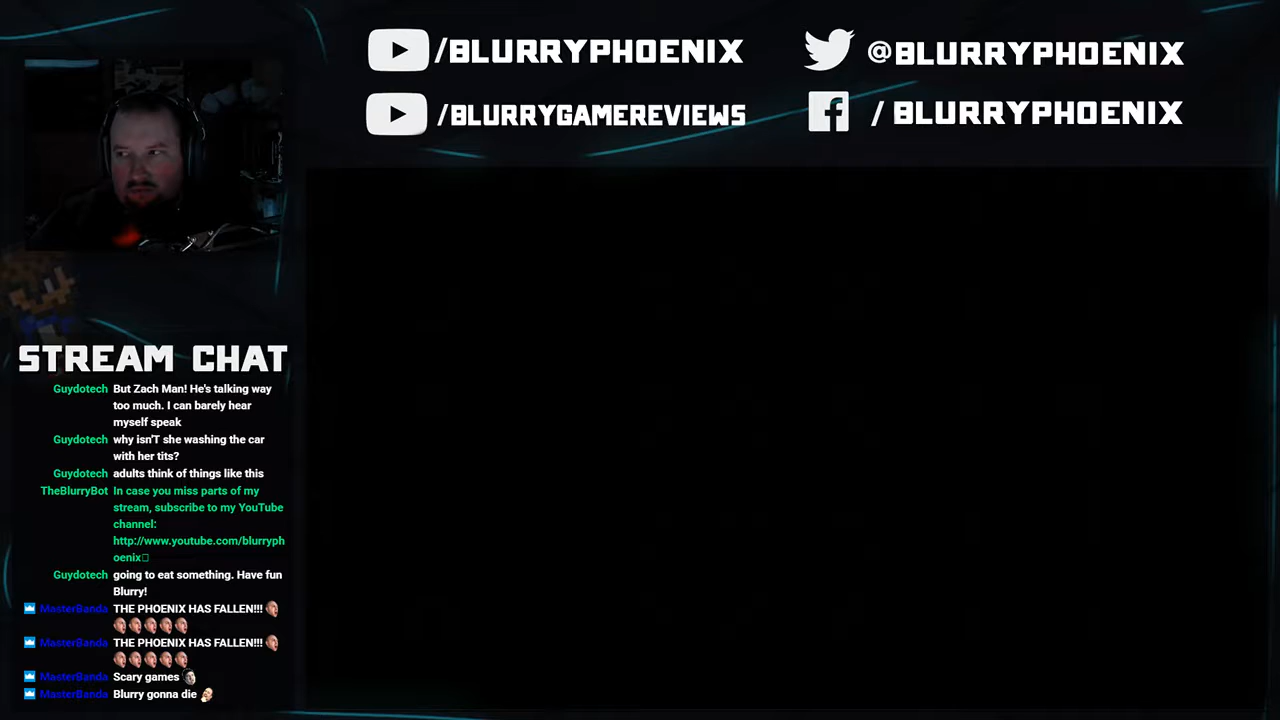 /BLURRYPHOENIX
@BLURRYPHOENIX
/BLURRYGAMEREVIEWS
/ BLURRYPHOENIX
STREAM CHAT
Guydotech But Zach Man! He's talking way
too much. I can barely hear
myself speak
Guydotech why isn'T she washing the car
with her tits?
Guydotech adults think of things like this
TheBlurryBot In case you miss parts of my
stream, subscribe to my YouTube
channel:
http://www.youtube.com/blurryph
oenix
Guydotech going to eat something. Have fun
Blurry!
MasterBanda THE PHOENIX HAS FALLEN!!!
MasterBanda THE PHOENIX HAS FALLEN!!!
MasterBanda Scary games
MasterBanda Blurry gonna die